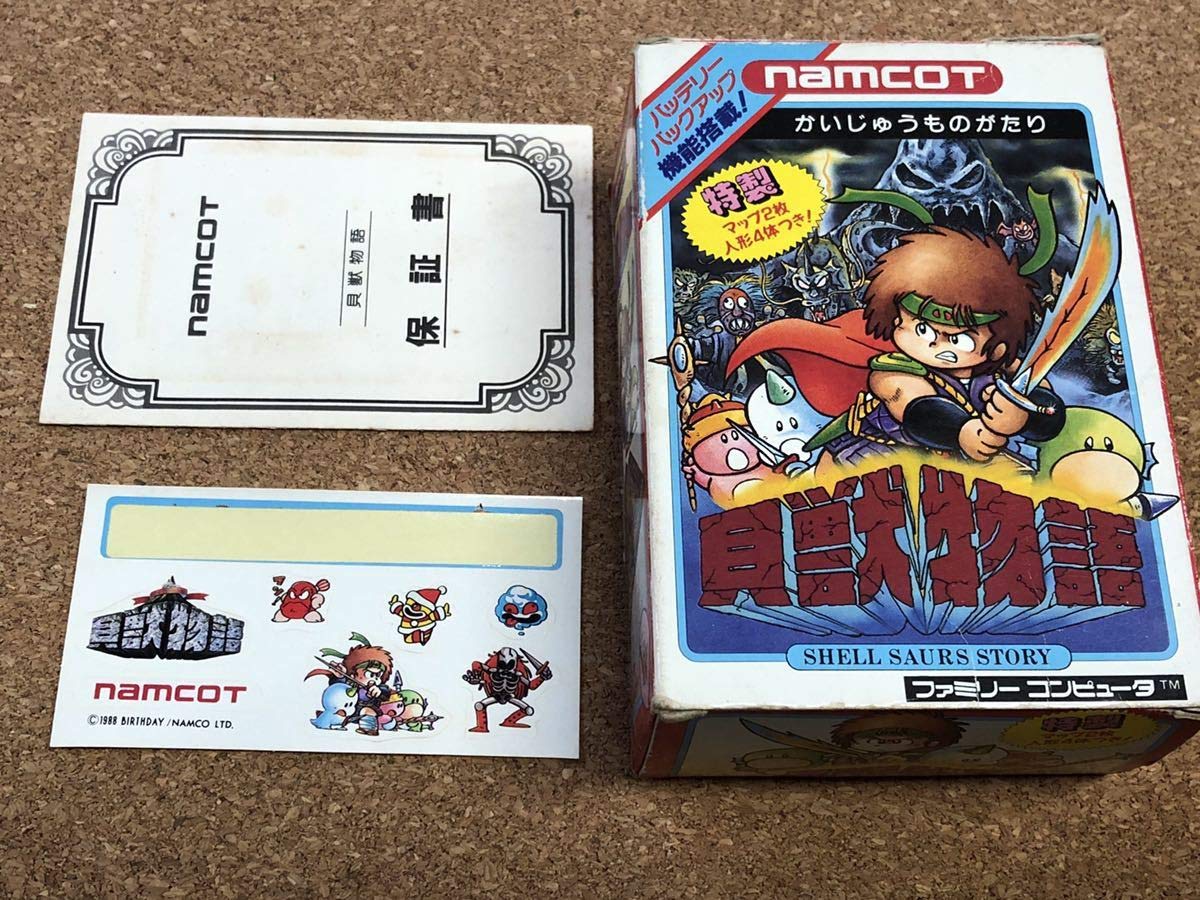 namcot
貝獣物語
保証書
貝獣物語
namcot
©1988 BIRTHDAY/NAMCO LTD.
バッテリー
バックアップ
機能搭載!
namcot
かいじゅうものがたり
特製
マップ2枚
人形4体つき!
貝獣物語
SHELL SAURS STORY
ファミリー コンピュータ™
特製